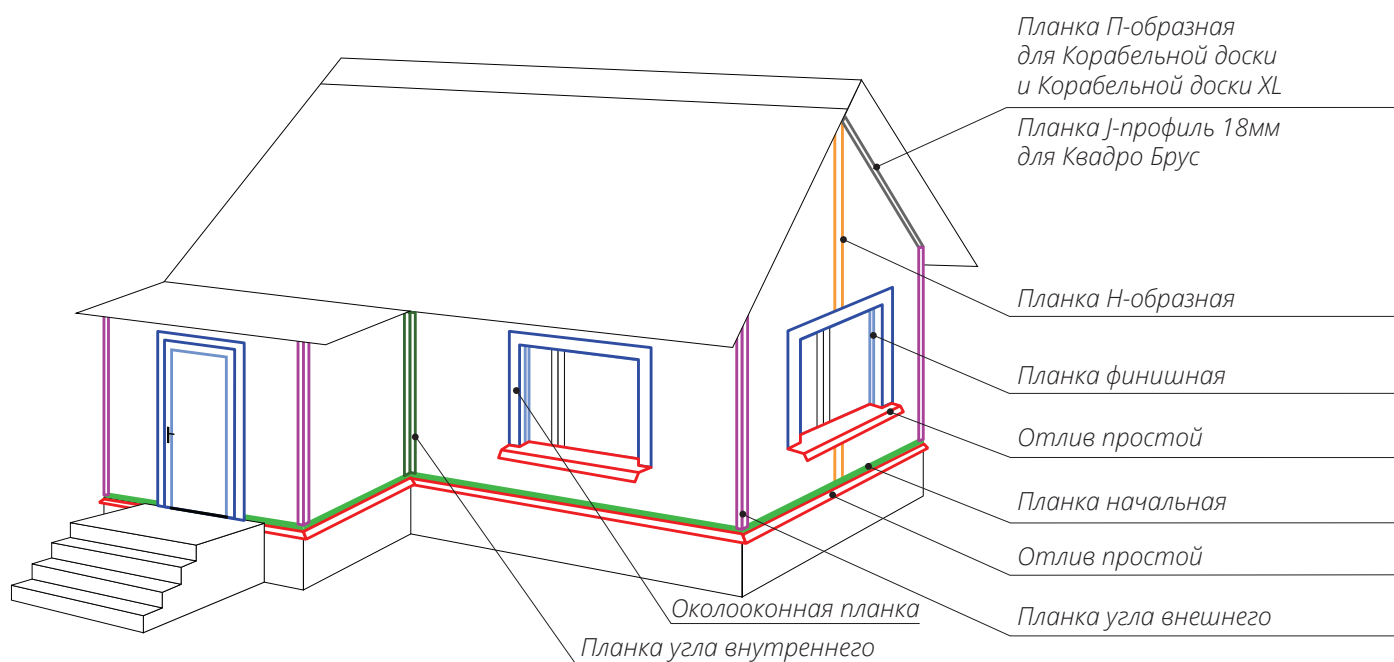 Планка П-образная
для Корабельной доски
и Корабельной доски XL
Планка J-профиль 18мм
для Квадро Брус
Планка Н-образная
Планка финишная
Отлив простой
Планка начальная
Отлив простой
Околооконная планка
Планка угла внешнего
Планка угла внутреннего